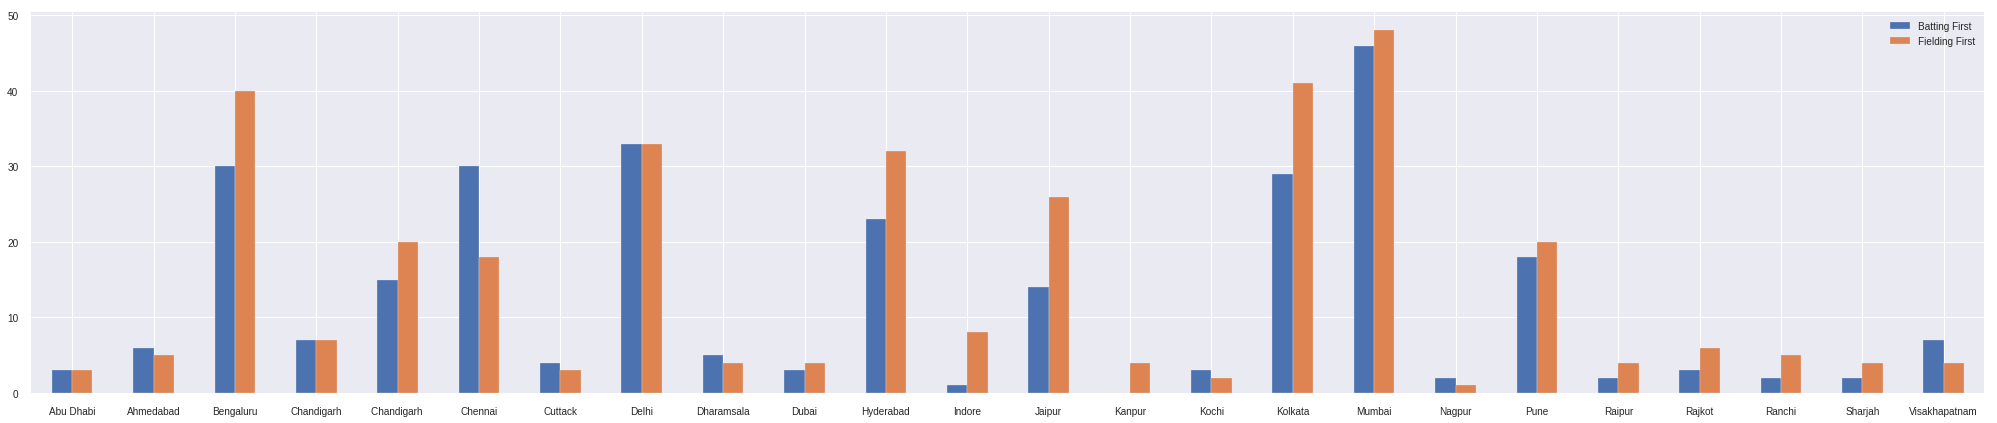 50
Batting First
Fielding First
40
30
20
10
0
Abu Dhabi Ahmedabad Bengaluru Chandigarh Chandigarh Chennai Cuttack Delhi Dharamsala Dubai Hyderabad Indore Jaipur Kanpur Kochi Kolkata Mumbai Nagpur Pune Raipur Rajkot Ranchi Sharjah Visakhapatnam